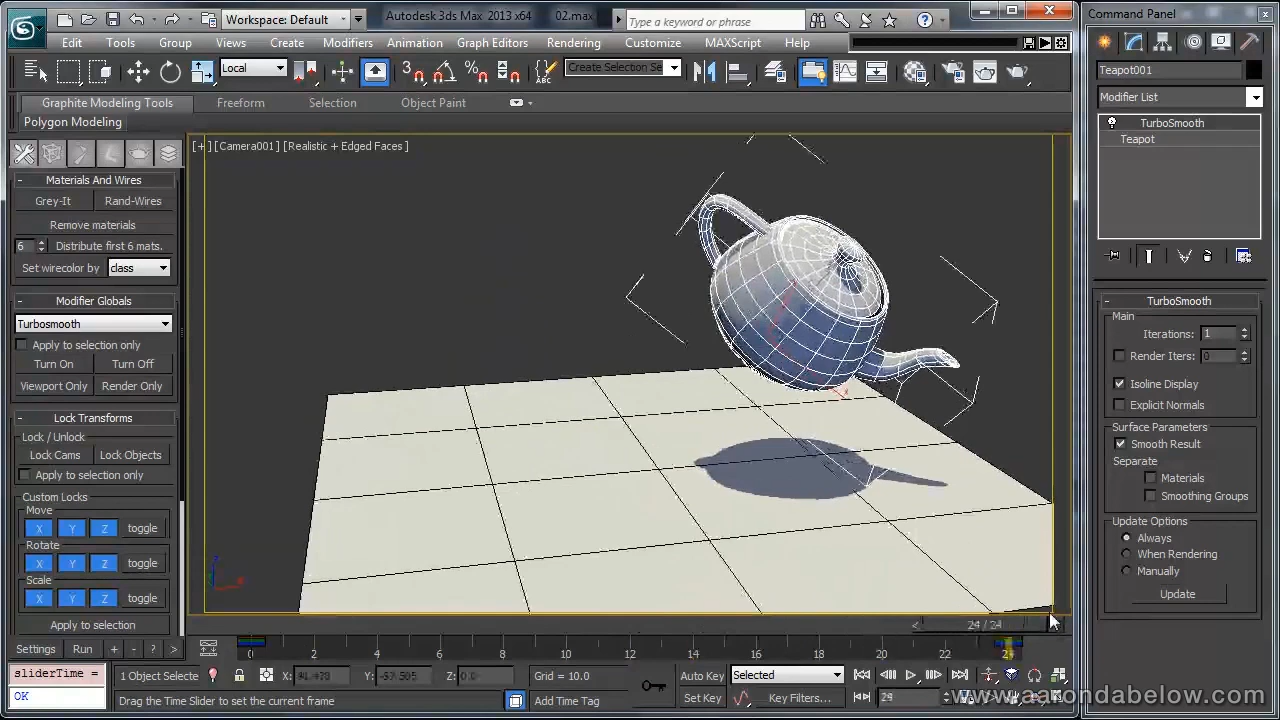 Workspace: Default
Autodesk 3ds Max 2013 x64
02.max
Type a keyword or phrase
Command Panel
Edit Tools Group Views Create Modifiers Animation Graph Editors Rendering Customize MAXScript Help
Local
Create Selection Se
Teapot001
Graphite Modeling Tools
Freeform
Selection
Object Paint
Modifier List
Polygon Modeling
TurboSmooth
Teapot
[+] [Camera001] [Realistic + Edged Faces ]
Materials And Wires
Grey-It
Rand-Wires
Remove materials
6
Distribute first 6 mats.
Set wirecolor by
class
Modifier Globals
Turbosmooth
Apply to selection only
Turn On
Turn Off
Viewport Only
Render Only
Lock Transforms
Lock / Unlock
Lock Cams
Lock Objects
Apply to selection only
Custom Locks
Move
X Y Z toggle
Rotate
X Y Z toggle
Scale
X Y Z toggle
Apply to selection
Settings Run + - ? >
TurboSmooth
Main
Iterations: 1
Render Iters: 0
Isoline Display
Explicit Normals
Surface Parameters
Smooth Result
Separate
Materials
Smoothing Groups
Update Options
Always
When Rendering
Manually
Update
24 / 24
0 2 4 6 8 10 12 14 16 18 20 22
sliderTime =
OK
1 Object Selecte
X:
Y:
Z:
Grid = 10.0
Auto Key
Selected
Drag the Time Slider to set the current frame
Add Time Tag
Set Key
Key Filters...
24
www.aarondabelow.com